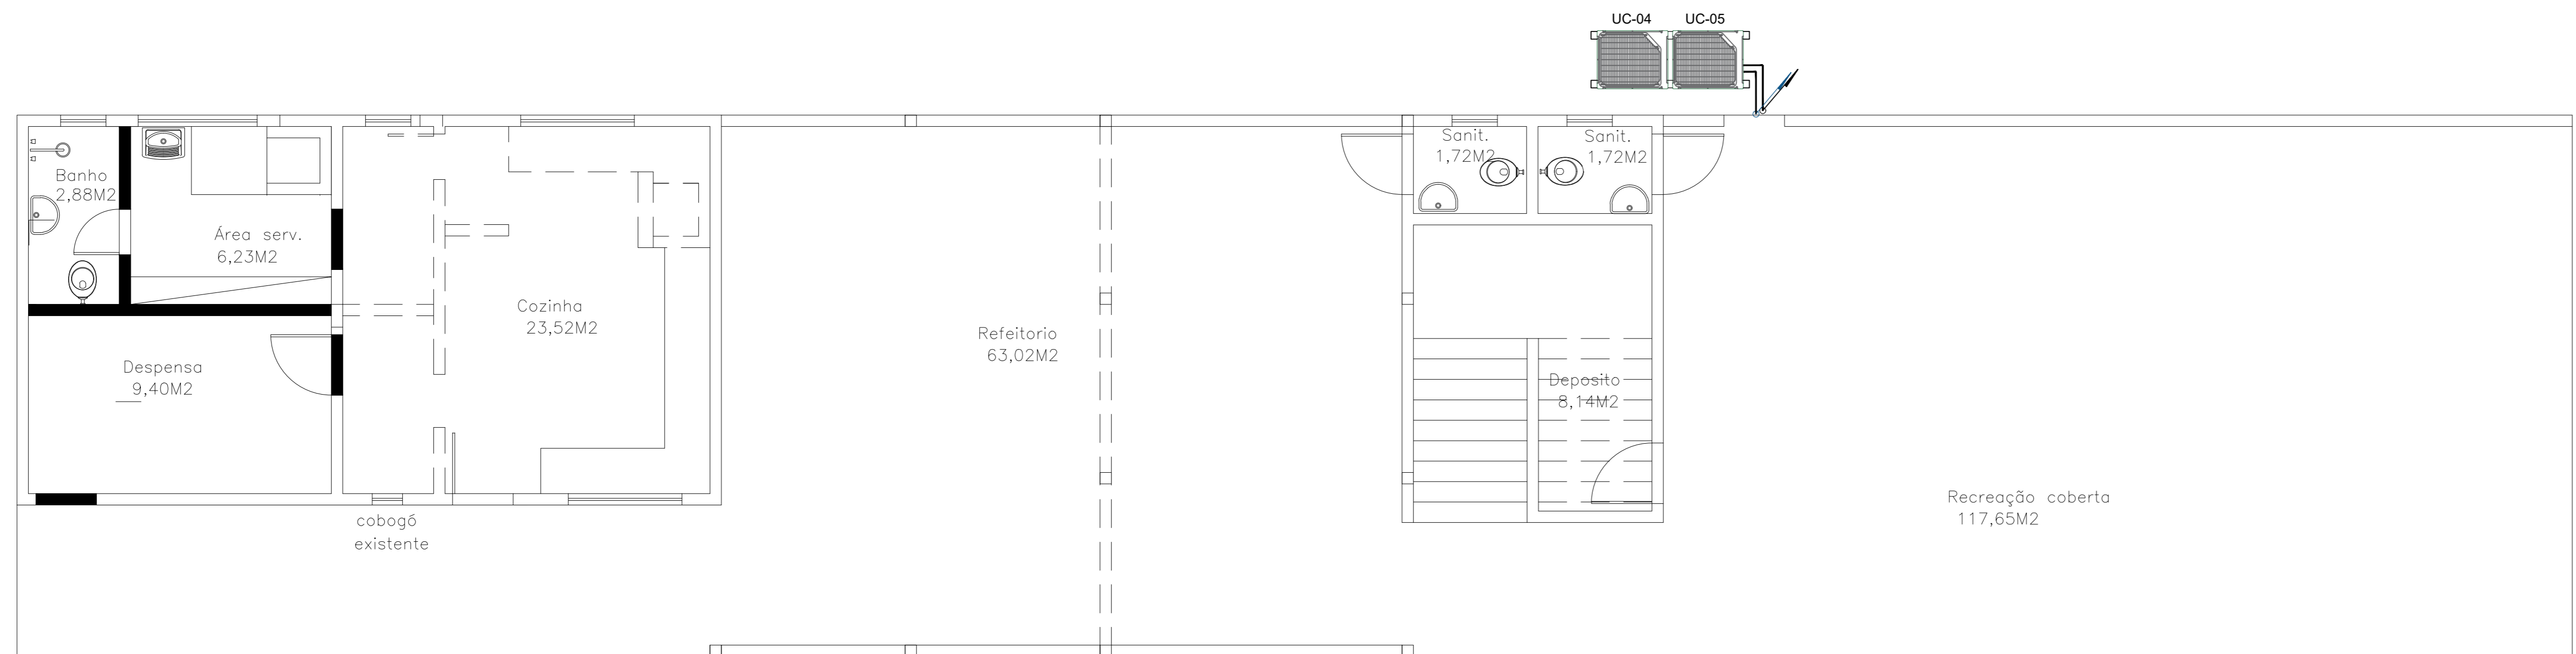 UC-04 UC-05
Banho
2,88M2
Área serv.
6,23M2
Despensa
9,40M2
Cozinha
23,52M2
cobogó
existente
Refeitorio
63,02M2
Sanit.
1,72M2
Sanit.
1,72M2
Deposito
8,14M2
Recreação coberta
117,65M2